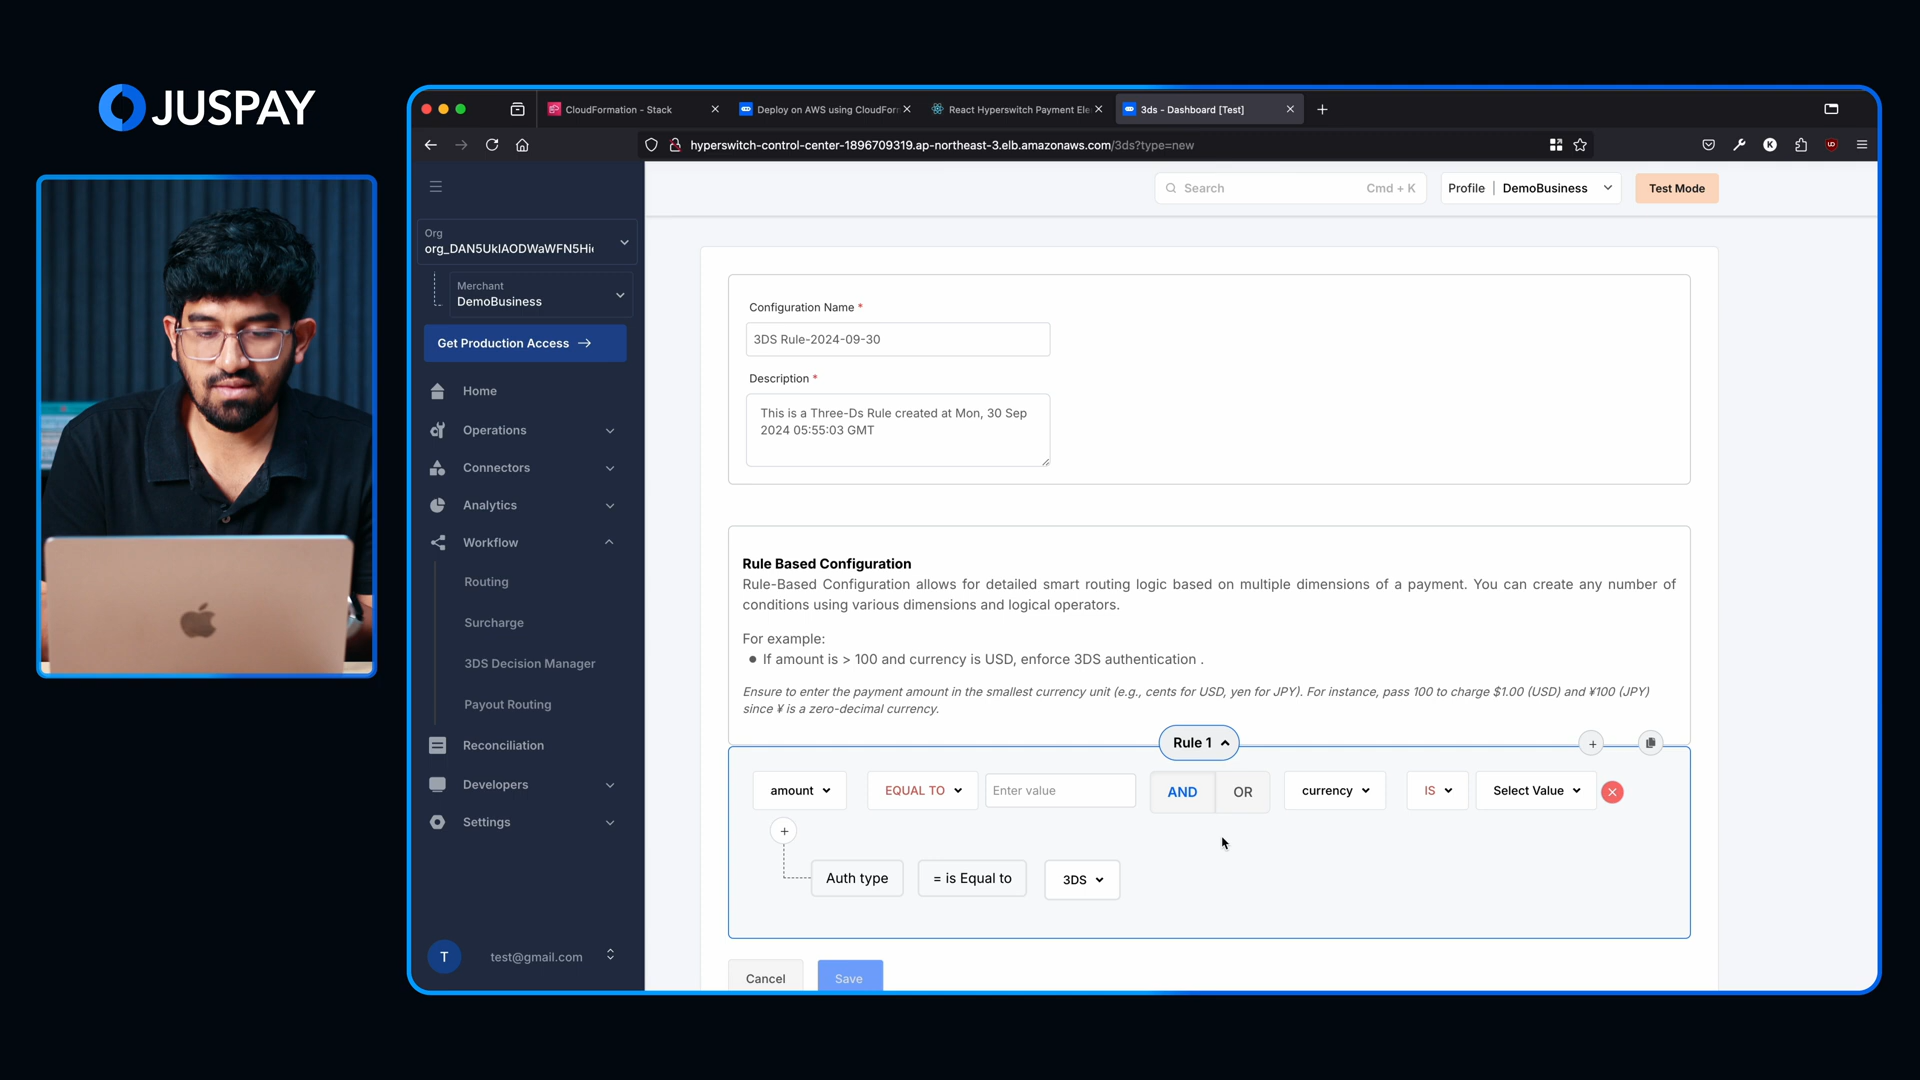 JUSPAY
CloudFormation - Stack
Deploy on AWS using CloudFor
React Hyperswitch Payment Ele
3ds - Dashboard [Test]
hyperswitch-control-center-1896709319.ap-northeast-3.elb.amazonaws.com/3ds?type=new
Search Cmd + K
Profile | DemoBusiness
Test Mode
Org
org_DAN5UklAODWaWFN5Hi
Merchant
DemoBusiness
Get Production Access
Home
Operations
Connectors
Analytics
Workflow
Routing
Surcharge
3DS Decision Manager
Payout Routing
Reconciliation
Developers
Settings
T test@gmail.com
Configuration Name *
3DS Rule-2024-09-30
Description *
This is a Three-Ds Rule created at Mon, 30 Sep
2024 05:55:03 GMT
Rule Based Configuration
Rule-Based Configuration allows for detailed smart routing logic based on multiple dimensions of a payment. You can create any number of
conditions using various dimensions and logical operators.
For example:
● If amount is > 100 and currency is USD, enforce 3DS authentication .
Ensure to enter the payment amount in the smallest currency unit (e.g., cents for USD, yen for JPY). For instance, pass 100 to charge $1.00 (USD) and ¥100 (JPY)
since ¥ is a zero-decimal currency.
Rule 1
amount EQUAL TO Enter value AND OR currency IS Select Value
Auth type = is Equal to 3DS
Cancel Save